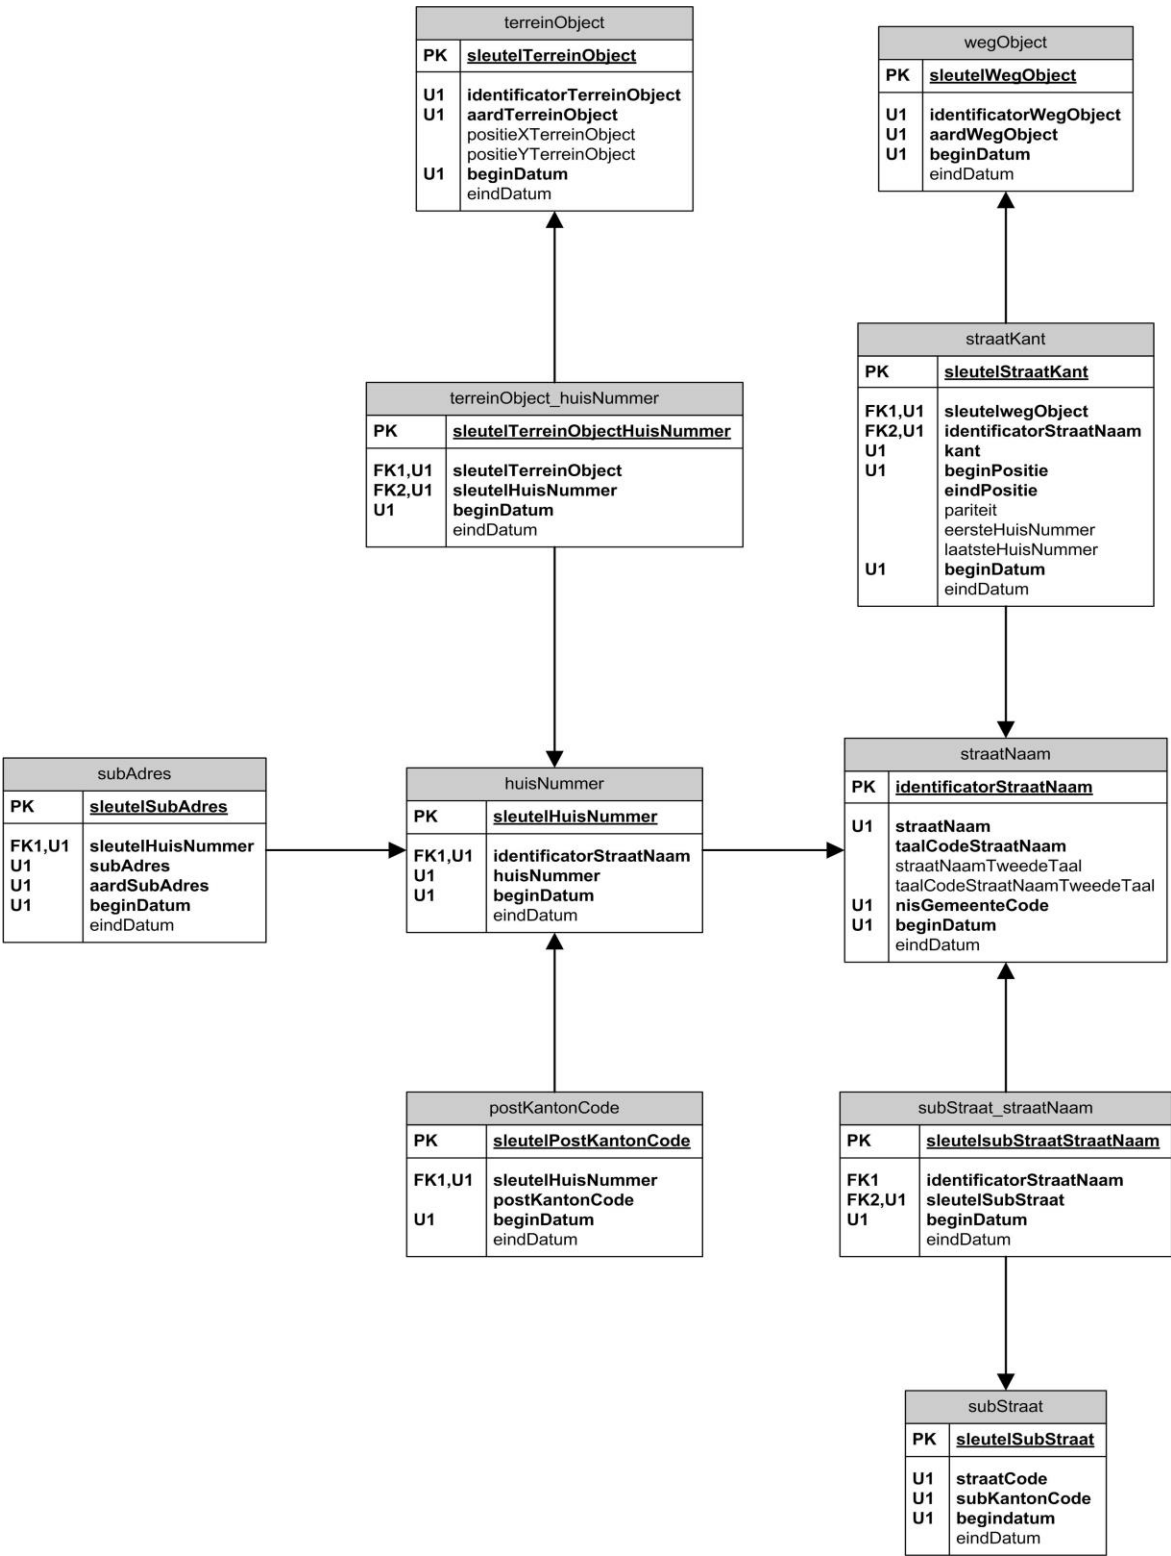 terreinObject
PK sleutelTerreinObject
U1 identificatorTerreinObject
U1 aardTerreinObject
positieXTerreinObject
positieYTerreinObject
U1 beginDatum
eindDatum
wegObject
PK sleutelWegObject
U1 identificatorWegObject
U1 aardWegObject
U1 beginDatum
eindDatum
terreinObject_huisNummer
PK sleutelTerreinObjectHuisNummer
FK1,U1 sleutelTerreinObject
FK2,U1 sleutelHuisNummer
U1 beginDatum
eindDatum
straatKant
PK sleutelStraatKant
FK1,U1 sleutelwegObject
FK2,U1 identificatorStraatNaam
U1 kant
U1 beginPositie
eindPositie
pariteit
eersteHuisNummer
laatsteHuisNummer
U1 beginDatum
eindDatum
subAdres
PK sleutelSubAdres
FK1,U1 sleutelHuisNummer
U1 subAdres
U1 aardSubAdres
U1 beginDatum
eindDatum
huisNummer
PK sleutelHuisNummer
FK1,U1 identificatorStraatNaam
U1 huisNummer
U1 beginDatum
eindDatum
straatNaam
PK identificatorStraatNaam
U1 straatNaam
taalCodeStraatNaam
straatNaamTweedeTaal
taalCodeStraatNaamTweedeTaal
U1 nisGemeenteCode
U1 beginDatum
eindDatum
postKantonCode
PK sleutelPostKantonCode
FK1,U1 sleutelHuisNummer
postKantonCode
U1 beginDatum
eindDatum
subStraat_straatNaam
PK sleutelsubStraatStraatNaam
FK1 identificatorStraatNaam
FK2,U1 sleutelSubStraat
U1 beginDatum
eindDatum
subStraat
PK sleutelSubStraat
U1 straatCode
U1 subKantonCode
U1 begindatum
eindDatum